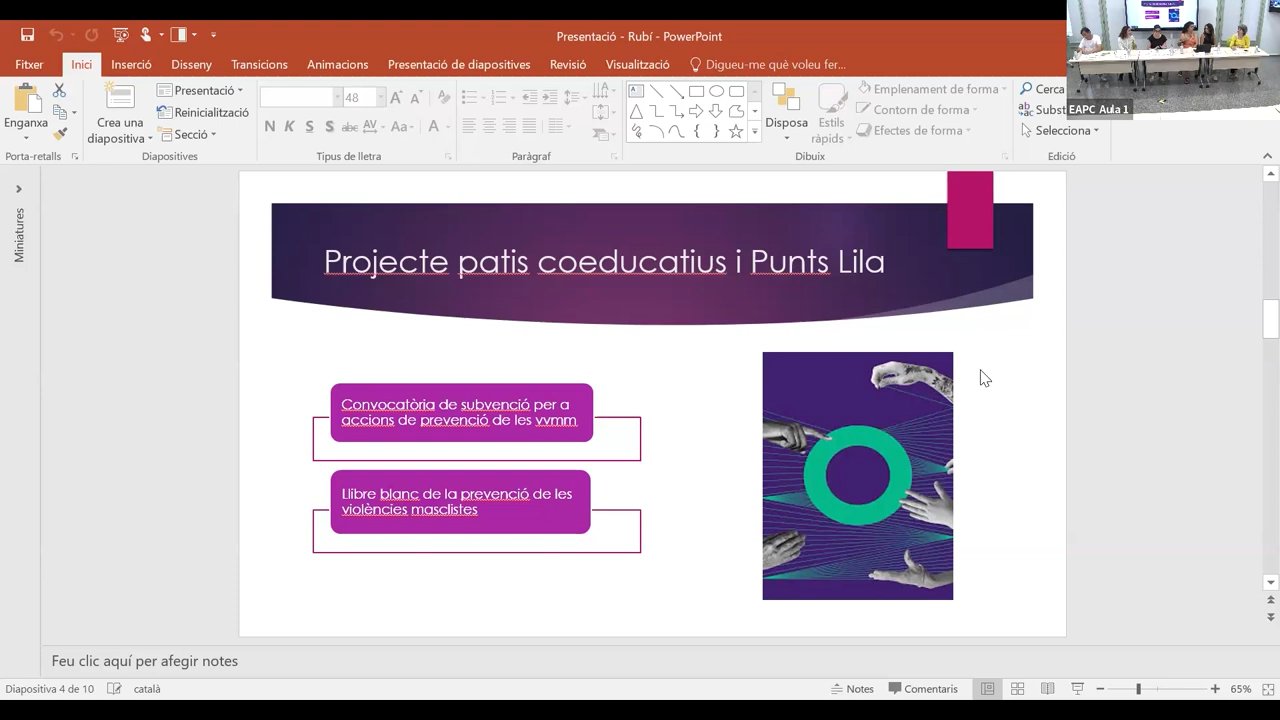 Presentació - Rubí - PowerPoint
Fitxer Inici Inserció Disseny Transicions Animacions Presentació de diapositives Revisió Visualització Digueu-me què voleu fer...
Enganxa
Porta-retalls
Crea una
diapositiva
Presentació
Reinicialització
Secció
Diapositives
48
N K S S abc AV Aa A
Tipus de lletra
Paràgraf
Disposa
Estils
ràpids
Emplenament de forma
Contorn de forma
Efectes de forma
Dibuix
Cerca
Selecciona
Edició
EAPC Aula 1
Miniatures
Projecte patis coeducatius i Punts Lila
Convocatòria de subvenció per a
accions de prevenció de les vvmm
Llibre blanc de la prevenció de les
violències masclistes
Feu clic aquí per afegir notes
Diapositiva 4 de 10 català Notes Comentaris 65%